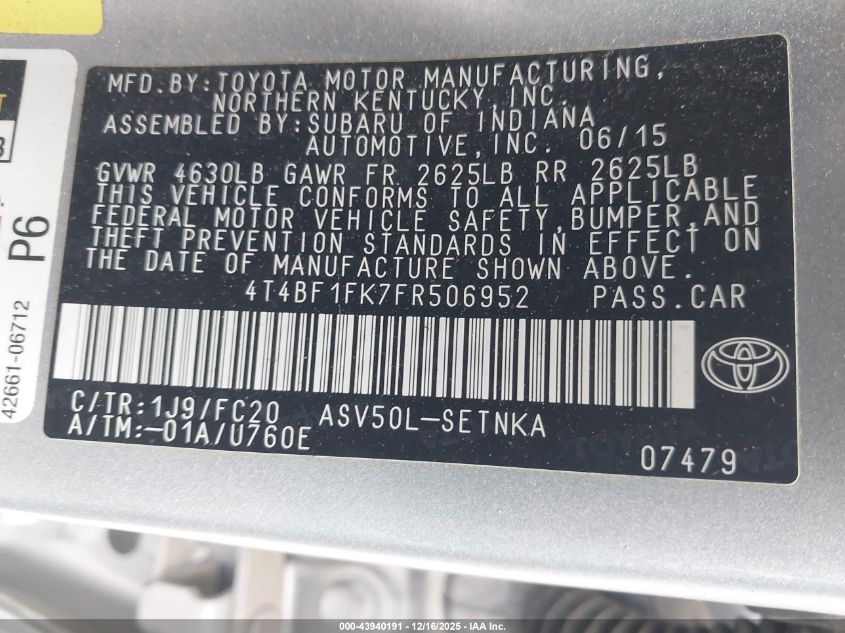 MFD.BY:TOYOTA MOTOR MANUFACTURING,
NORTHERN KENTUCKY,INC.
ASSEMBLED BY:SUBARU OF INDIANA
AUTOMOTIVE,INC. 06/15
GVWR 4630LB GAWR FR 2625LB RR 2625LB
THIS VEHICLE CONFORMS TO ALL APPLICABLE
FEDERAL MOTOR VEHICLE SAFETY,BUMPER,AND
THEFT PREVENTION STANDARDS IN EFFECT ON
THE DATE OF MANUFACTURE SHOWN ABOVE.
4T4BF1FK7FR506952 PASS.CAR
C/TR:1J9/FC20 ASV50L-SETNKA
A/TM:-01A/U760E
07479
P6
42661-06712
000-43940191 - 12/16/2025 - IAA Inc.